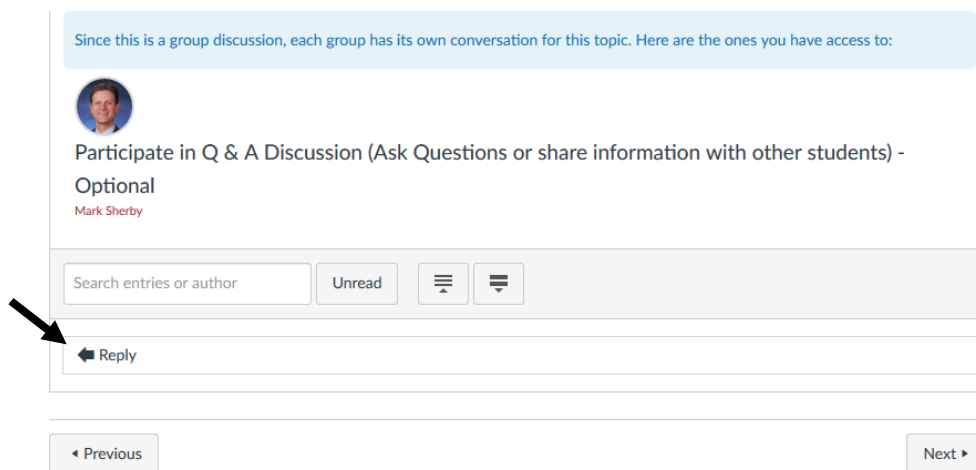 Since this is a group discussion, each group has its own conversation for this topic. Here are the ones you have access to:
Participate in Q & A Discussion (Ask Questions or share information with other students) -
Optional
Mark Sherby
Search entries or author
Unread
Reply
Previous
Next